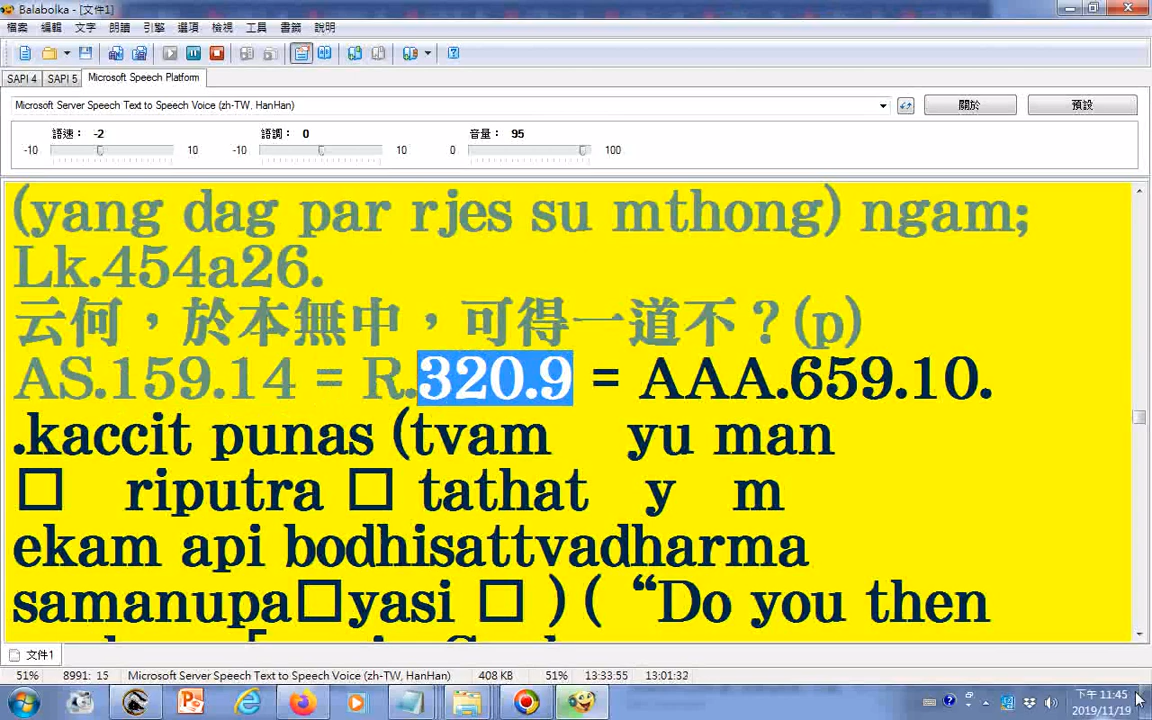 Balabolka - [文件1]
檔案 編輯 文字 朗讀 引擎 選項 檢視 工具 書籤 說明
SAPI 4 SAPI 5 Microsoft Speech Platform
Microsoft Server Speech Text to Speech Voice (zh-TW, HanHan) 關於 預設
語速： -2 語調： 0 音量： 95
-10 10 -10 10 0 100
(yang dag par rjes su mthong) ngam;
Lk.454a26.
云何，於本無中，可得一道不？(p)
AS.159.14 = R.320.9 = AAA.659.10.
.kaccit punas (tvam yu man
□ riputra □ tathat y m
ekam api bodhisattvadharma
samanupa□yasi □ ) ( “Do you then
文件1
51% 8991: 15 Microsoft Server Speech Text to Speech Voice (zh-TW, HanHan) 408 KB 51% 13:33:55 13:01:32
下午 11:45
2019/11/19